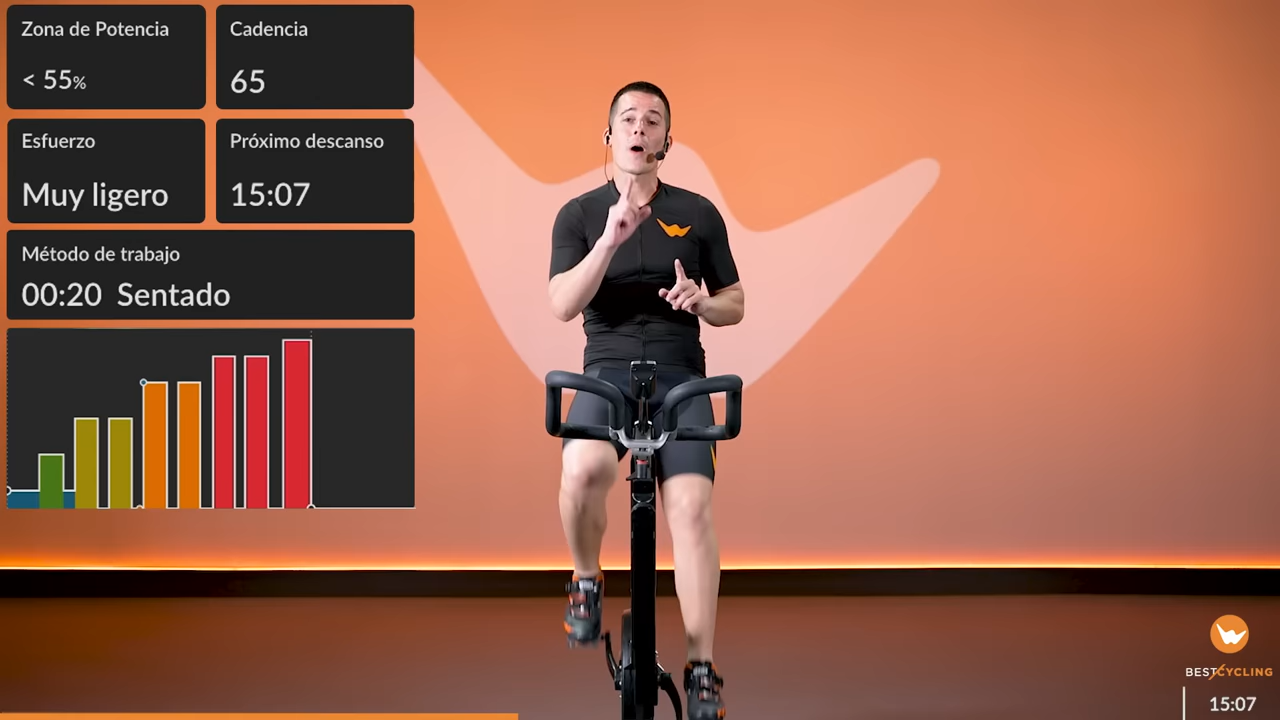 Zona de Potencia
< 55%
Cadencia
65
Esfuerzo
Muy ligero
Próximo descanso
15:07
Método de trabajo
00:20 Sentado
BESTCYCLING
15:07